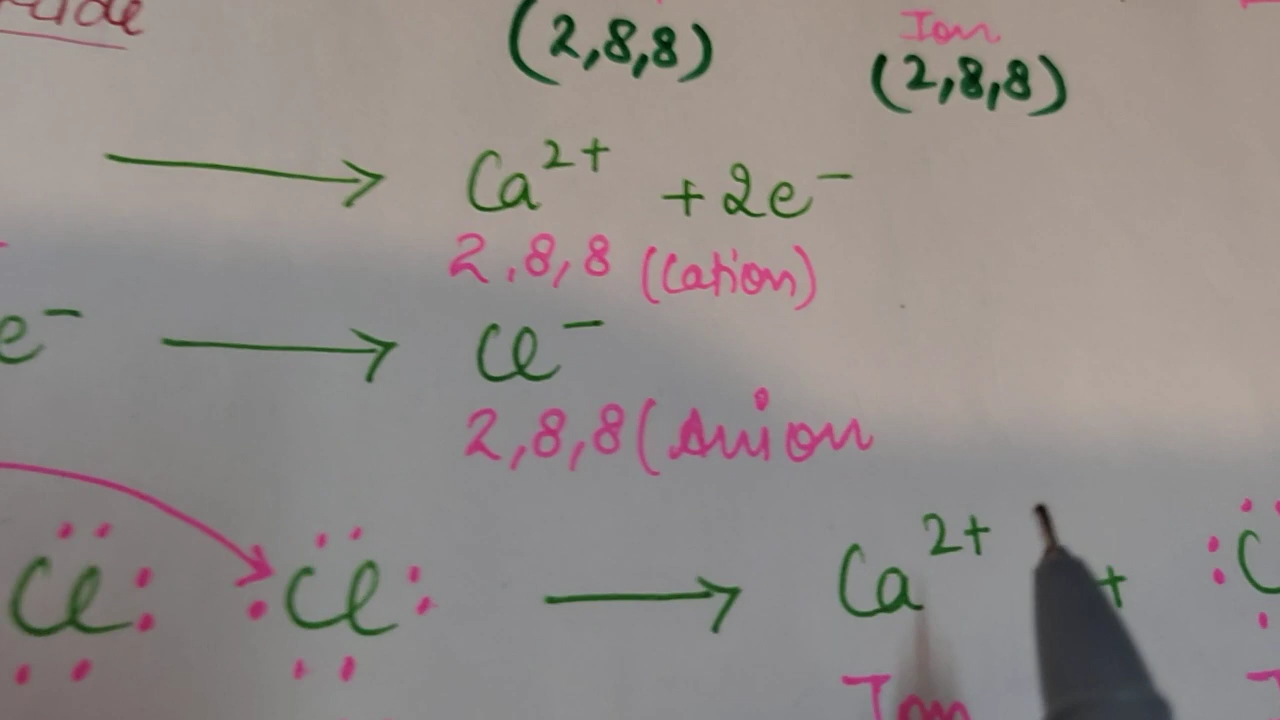 (2,8,8)
Ion
(2,8,8)
⟶ Ca²⁺ + 2e⁻
2,8,8 (Cation)
e⁻ ⟶ Cl⁻
2,8,8 (Anion
Cl Cl ⟶ Ca²⁺ +
Ion